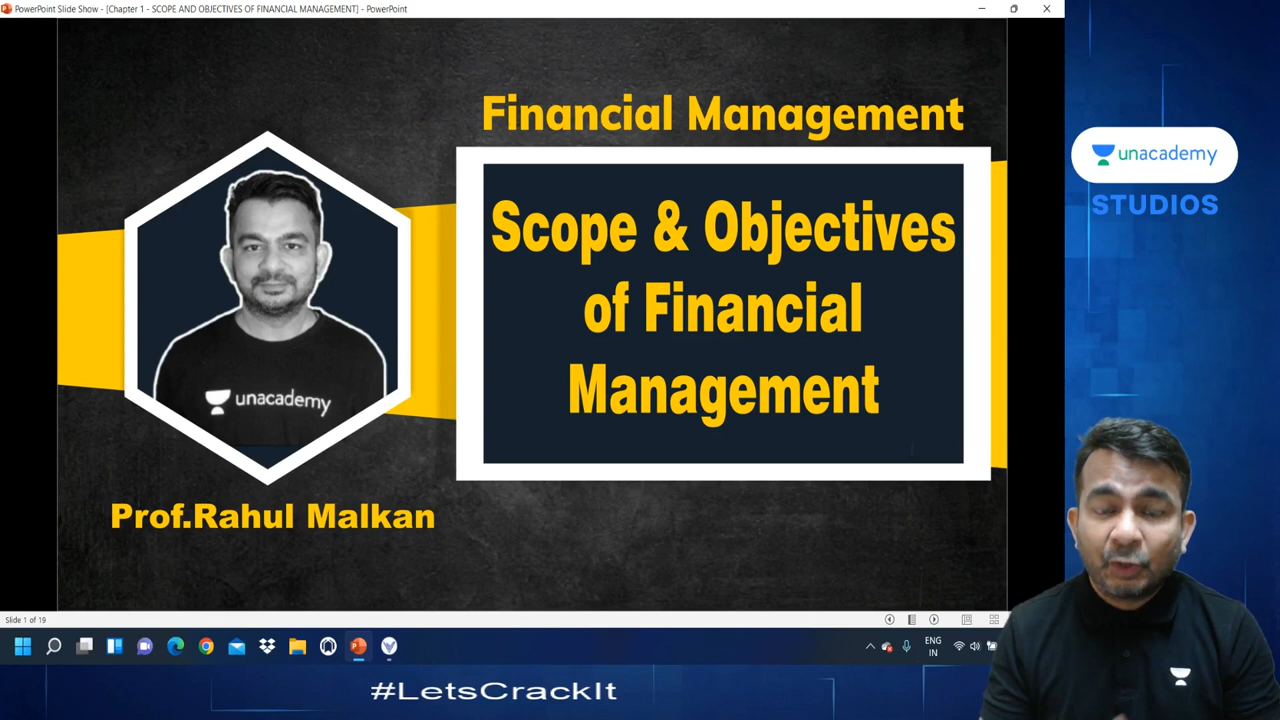 PowerPoint Slide Show - [Chapter 1 - SCOPE AND OBJECTIVES OF FINANCIAL MANAGEMENT] - PowerPoint
Financial Management
Scope & Objectives
of Financial
Management
unacademy
Prof.Rahul Malkan
unacademy
STUDIOS
Slide 1 of 19
ENG
IN
#LetsCrackIt